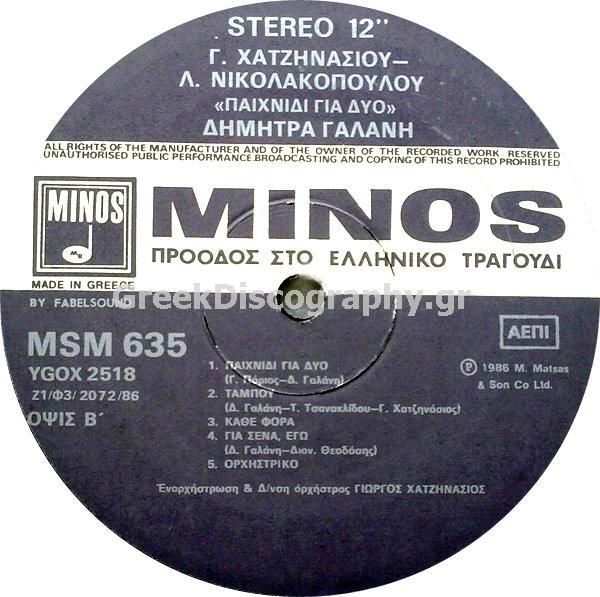 STEREO 12’’
Γ. ΧΑΤΖΗΝΑΣΙΟΥ—
Λ. ΝΙΚΟΛΑΚΟΠΟΥΛΟΥ
«ΠΑΙΧΝΙΔΙ ΓΙΑ ΔΥΟ»
ΔΗΜΗΤΡΑ ΓΑΛΑΝΗ
ALL RIGHTS OF THE MANUFACTURER AND OF THE OWNER OF THE RECORDED WORK RESERVED
UNAUTHORISED PUBLIC PERFORMANCE.BROADCASTING AND COPYING OF THIS RECORD PROHIBITED
MINOS
MR
MINOS
ΠΡΟΟΔΟΣ ΣΤΟ ΕΛΛΗΝΙΚΟ ΤΡΑΓΟΥΔΙ
MADE IN GREECE
BY FABELSOUND
GreekDiscography.gr
MSM 635
YGOX 2518
Ζ1/Φ3/2072/86
ΟΨΙΣ Β΄
ΑΕΠΙ
Ⓟ 1986 M. Matsas
& Son Co Ltd.
1. ΠΑΙΧΝΙΔΙ ΓΙΑ ΔΥΟ
(Γ. Πάριος—Δ. Γαλάνη)
2. ΤΑΜΠΟΥ
(Δ. Γαλάνη—Τ. Τσανακλίδου—Γ. Χατζηνάσιος)
3. ΚΑΘΕ ΦΟΡΑ
4. ΓΙΑ ΣΕΝΑ, ΕΓΩ
(Δ. Γαλάνη—Διον. Θεοδόσης)
5. ΟΡΧΗΣΤΡΙΚΟ
Ἐνορχήστρωση & Δ/νση ὀρχήστρας ΓΙΩΡΓΟΣ ΧΑΤΖΗΝΑΣΙΟΣ